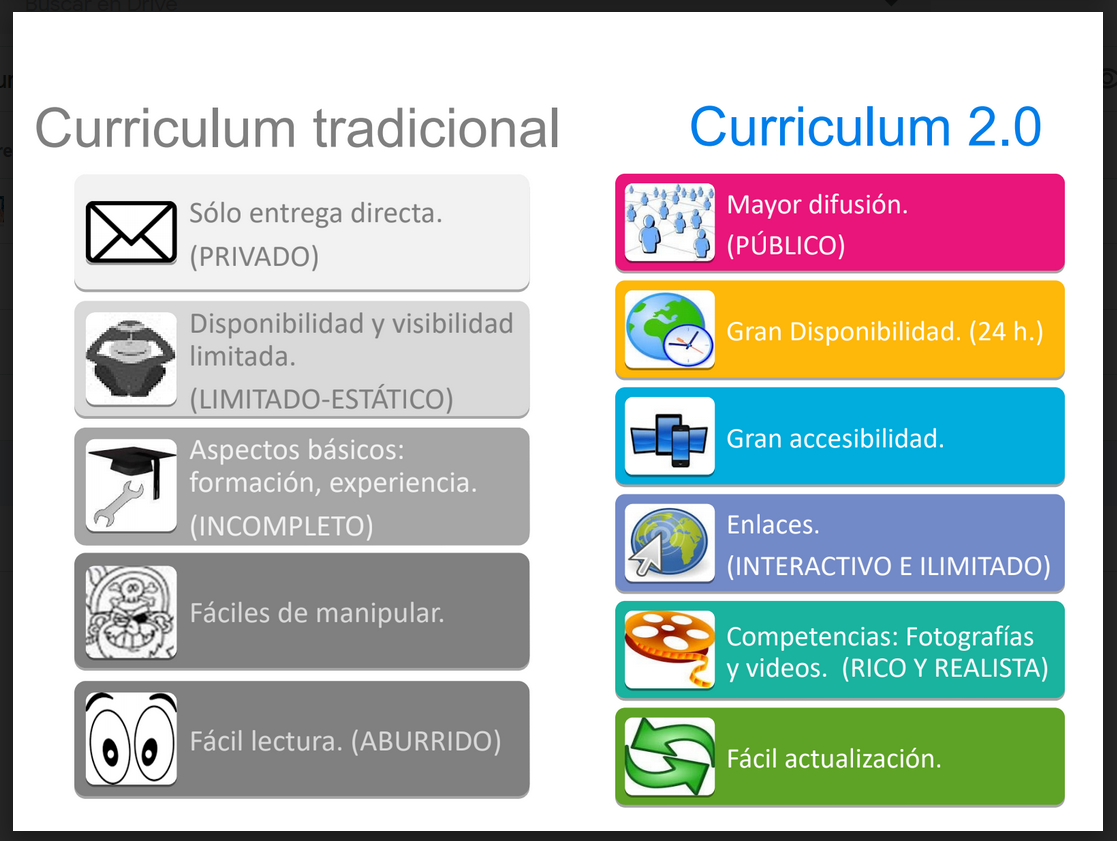 Buscar en Drive
Curriculum tradicional
Sólo entrega directa.
(PRIVADO)
Disponibilidad y visibilidad
limitada.
(LIMITADO-ESTÁTICO)
Aspectos básicos:
formación, experiencia.
(INCOMPLETO)
Fáciles de manipular.
Fácil lectura. (ABURRIDO)
Curriculum 2.0
Mayor difusión.
(PÚBLICO)
Gran Disponibilidad. (24 h.)
Gran accesibilidad.
Enlaces.
(INTERACTIVO E ILIMITADO)
Competencias: Fotografías
y videos. (RICO Y REALISTA)
Fácil actualización.